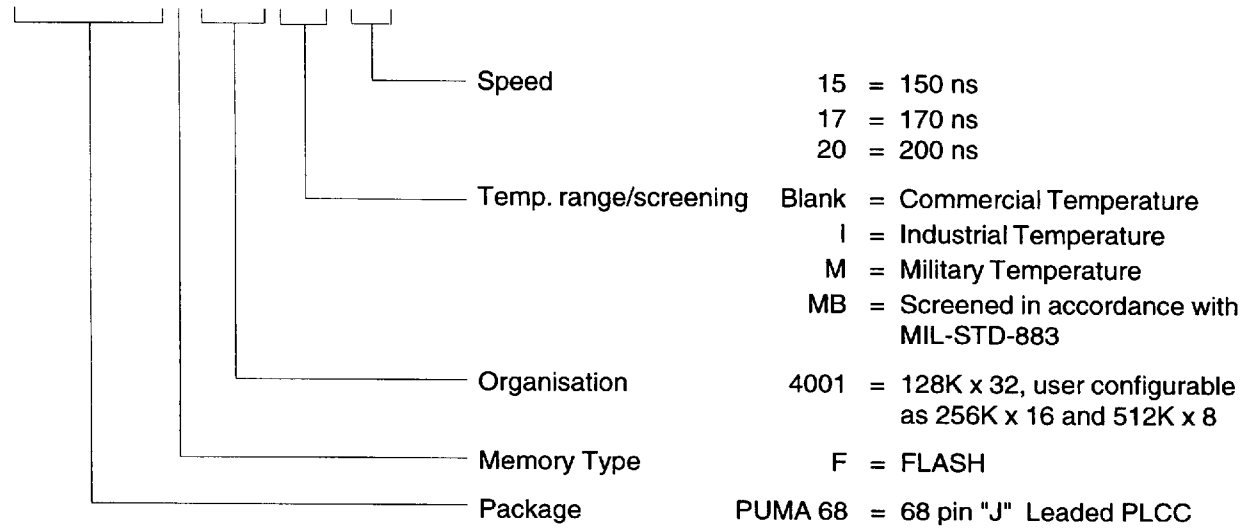 Speed 15 = 150 ns
17 = 170 ns
20 = 200 ns
Temp. range/screening Blank = Commercial Temperature
I = Industrial Temperature
M = Military Temperature
MB = Screened in accordance with
MIL-STD-883
Organisation 4001 = 128K x 32, user configurable
as 256K x 16 and 512K x 8
Memory Type F = FLASH
Package PUMA 68 = 68 pin "J" Leaded PLCC